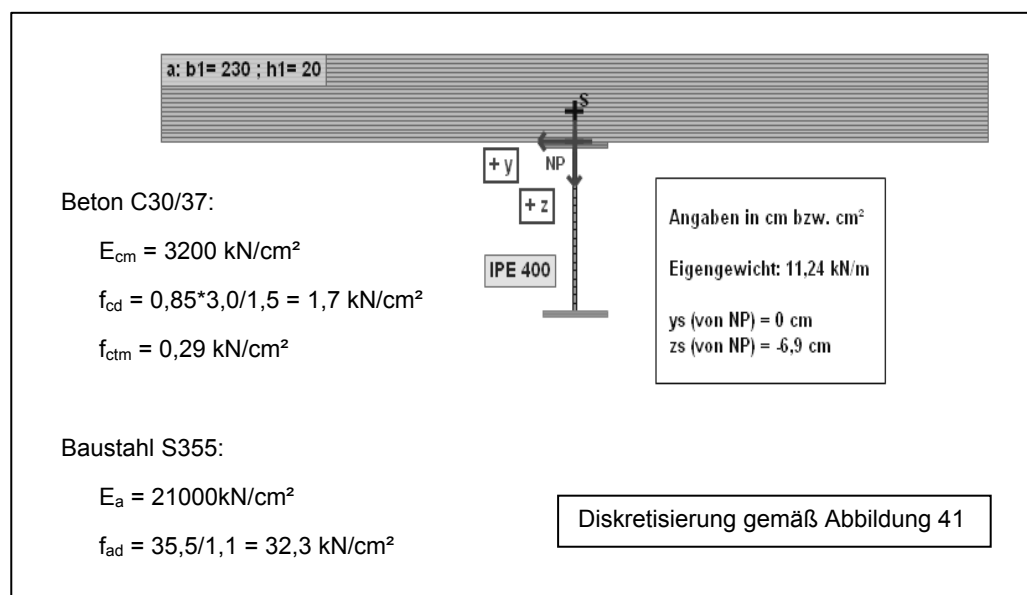 a: b1= 230 ; h1= 20
S
+ y
NP
+ z
IPE 400
Beton C30/37:
E_cm = 3200 kN/cm²
f_cd = 0,85*3,0/1,5 = 1,7 kN/cm²
f_ctm = 0,29 kN/cm²
Angaben in cm bzw. cm²
Eigengewicht: 11,24 kN/m
ys (von NP) = 0 cm
zs (von NP) = -6,9 cm
Baustahl S355:
E_a = 21000kN/cm²
f_ad = 35,5/1,1 = 32,3 kN/cm²
Diskretisierung gemäß Abbildung 41